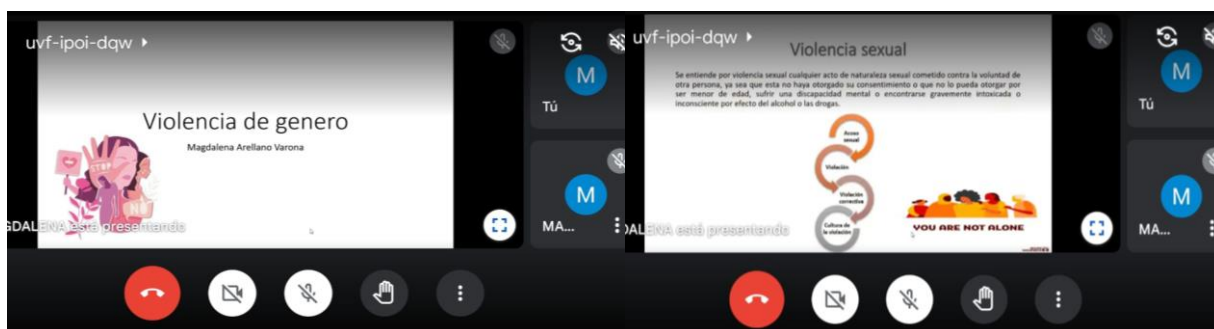 uvf-ipoi-dqw
Violencia de genero
Magdalena Arellano Varona
STOP
NO
GDALENA está presentando
M
Tú
M
MA...
uvf-ipoi-dqw
Violencia sexual
Se entiende por violencia sexual cualquier acto de naturaleza sexual cometido contra la voluntad de
otra persona, ya sea que esta no haya otorgado su consentimiento o que no lo pueda otorgar por
ser menor de edad, sufrir una discapacidad mental o encontrarse gravemente intoxicada o
inconsciente por efecto del alcohol o las drogas.
Acoso
sexual
Violación
Violación
correctiva
Cultura de
la violación
YOU ARE NOT ALONE
DALENA está presentando
M
Tú
M
MA...